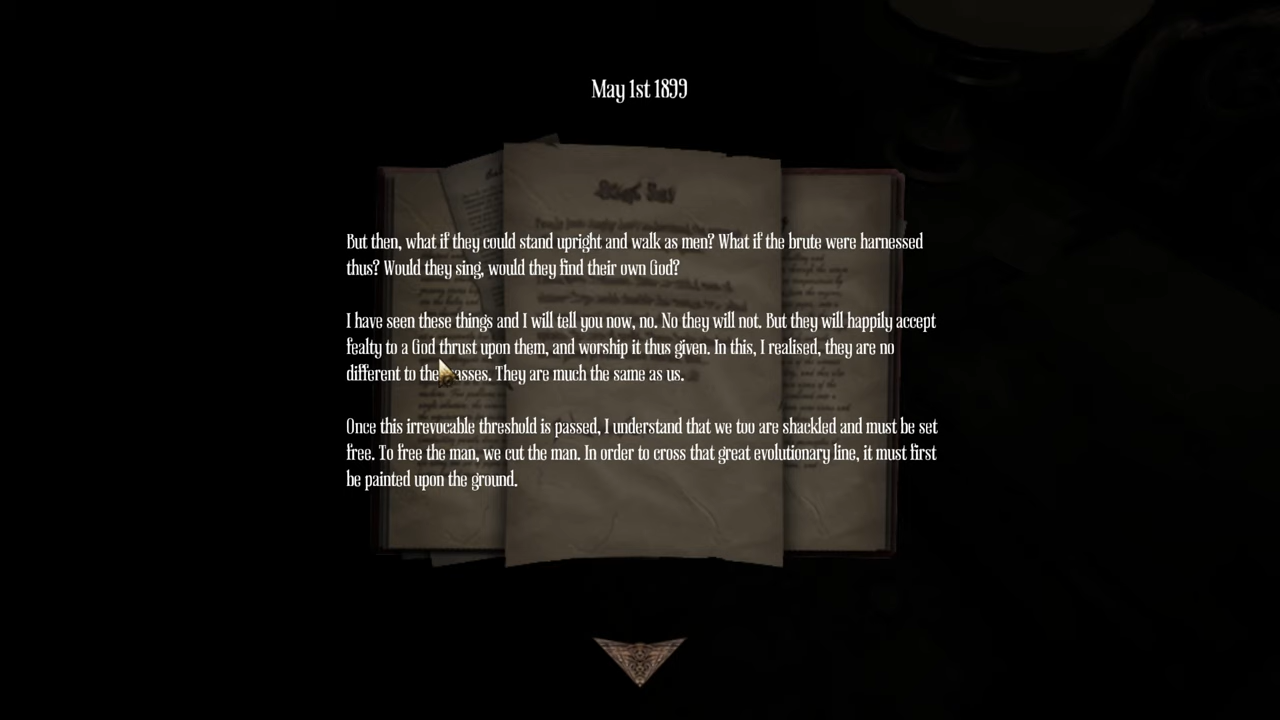 May 1st 1899
But then, what if they could stand upright and walk as men? What if the brute were harnessed
thus? Would they sing, would they find their own God?
I have seen these things and I will tell you now, no. No they will not. But they will happily accept
fealty to a God thrust upon them, and worship it thus given. In this, I realised, they are no
different to the asses. They are much the same as us.
Once this irrevocable threshold is passed, I understand that we too are shackled and must be set
free. To free the man, we cut the man. In order to cross that great evolutionary line, it must first
be painted upon the ground.